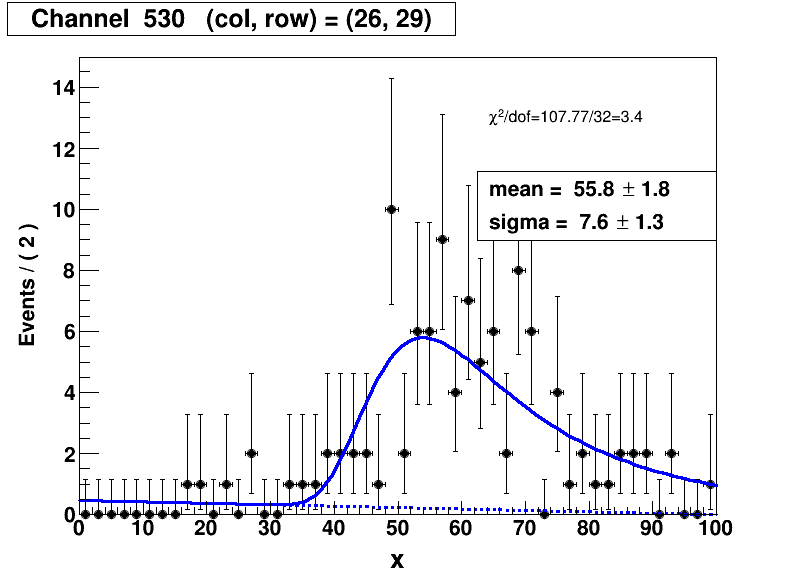 Channel 530 (col, row) = (26, 29)
χ²/dof=107.77/32=3.4
mean = 55.8 ± 1.8
sigma = 7.6 ± 1.3
Events / ( 2 )
14
12
10
8
6
4
2
0
0 10 20 30 40 50 60 70 80 90 100
x